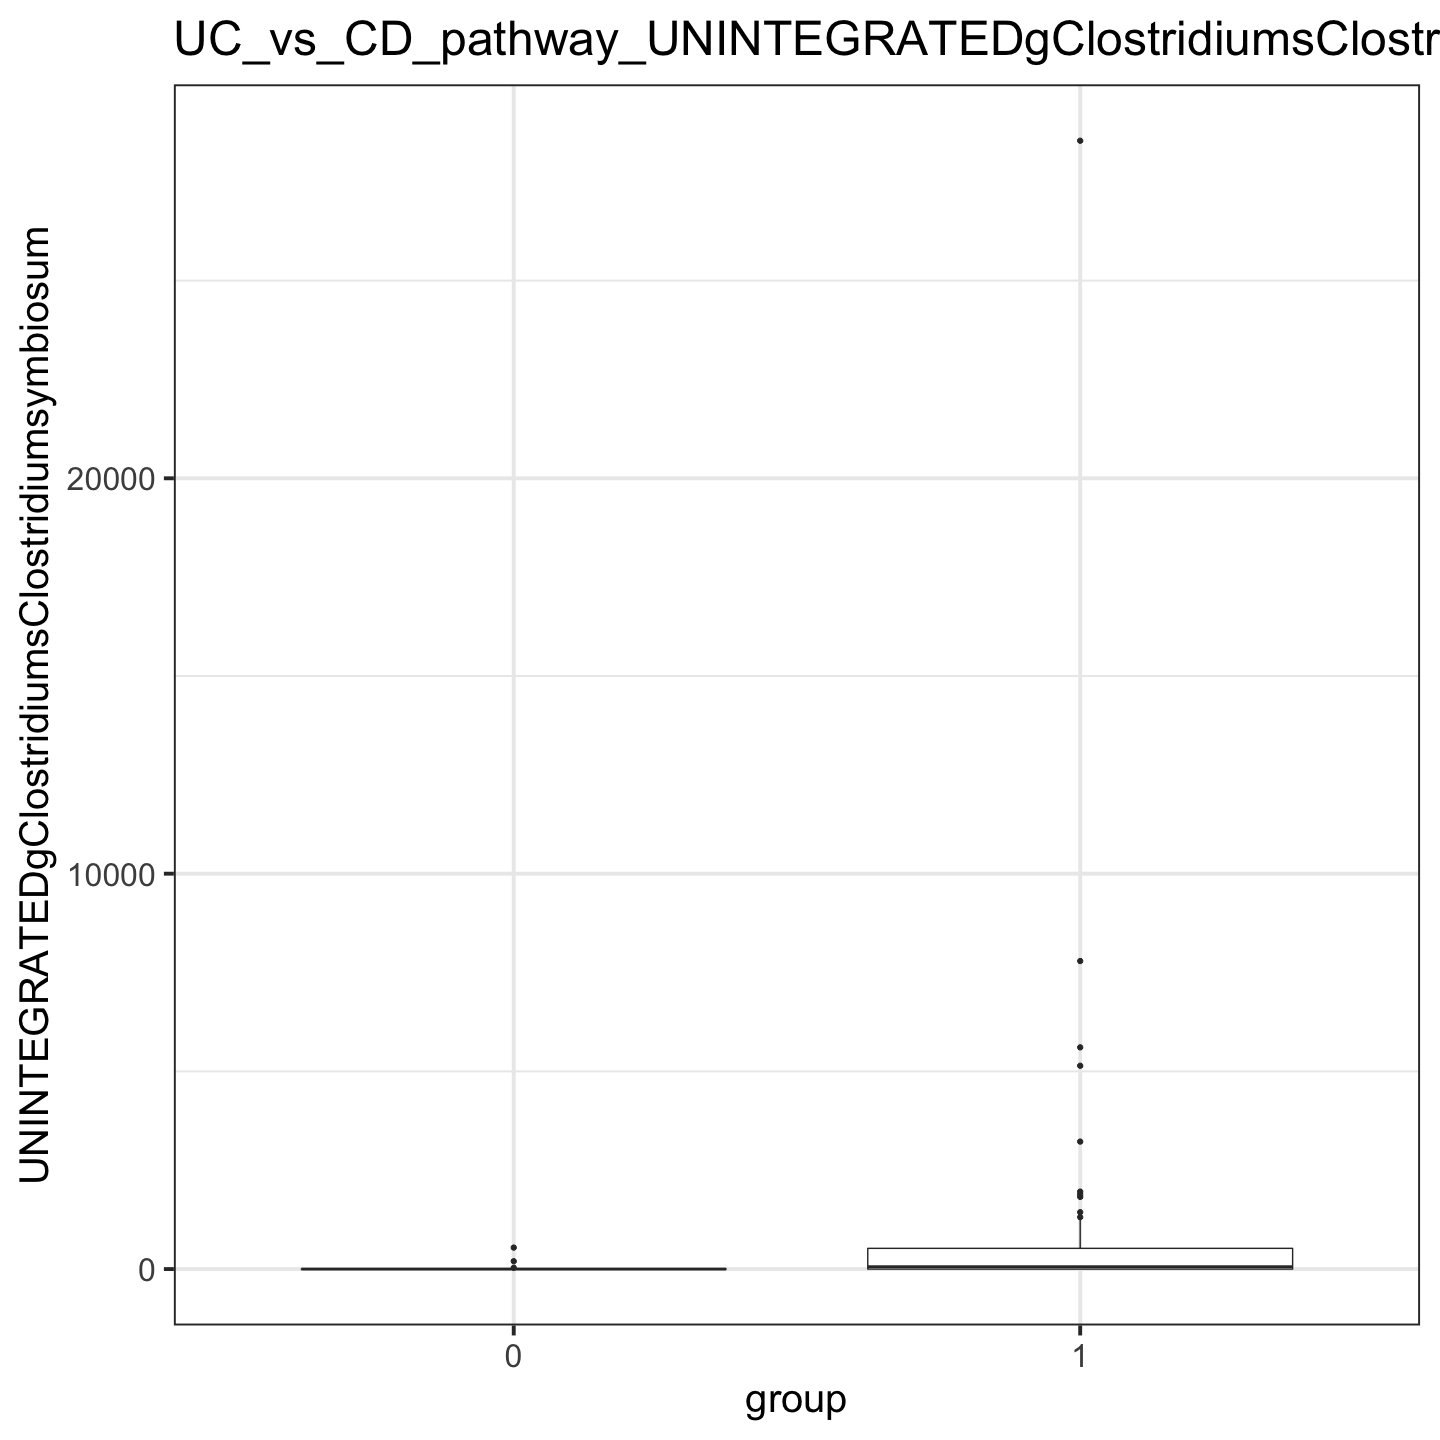 UC_vs_CD_pathway_UNINTEGRATEDgClostridiumsClostr
UNINTEGRATEDgClostridiumsClostridiumsymbiosum
20000
10000
0
0 1
group